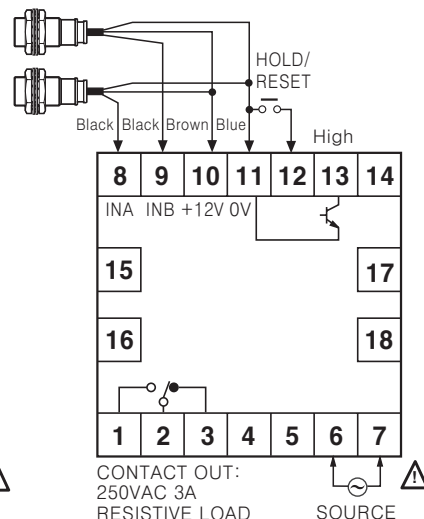 HOLD/
RESET
Black Black Brown Blue
High
8 9 10 11 12 13 14
INA INB +12V 0V
15 17
16 18
1 2 3 4 5 6 7
CONTACT OUT:
250VAC 3A
RESISTIVE LOAD
SOURCE